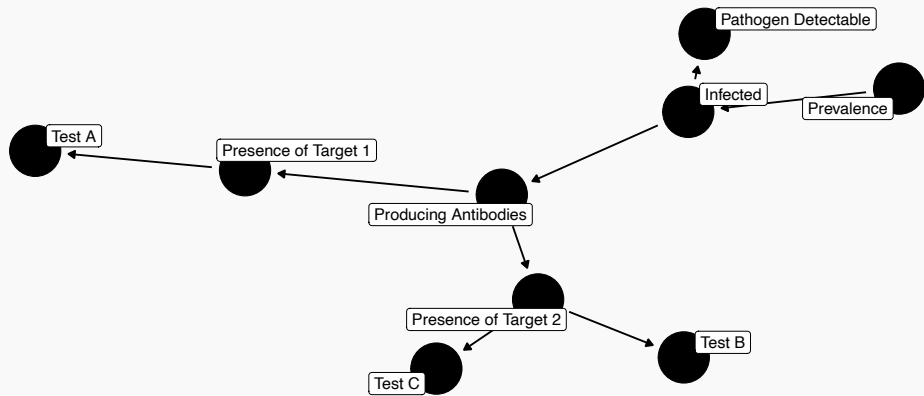 Pathogen Detectable
Infected
Prevalence
Test A
Presence of Target 1
Producing Antibodies
Presence of Target 2
Test B
Test C